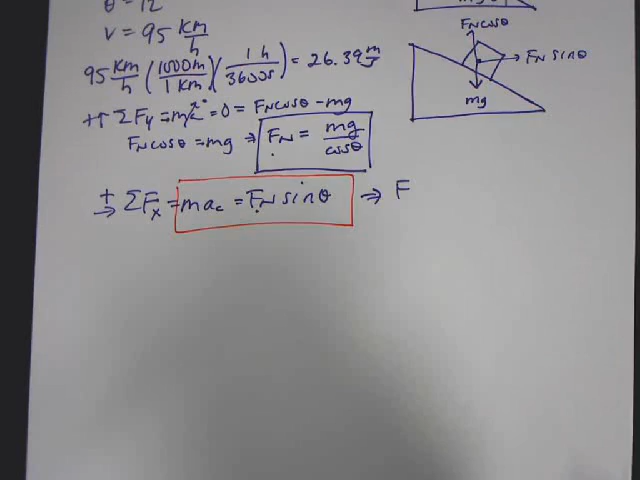 θ = 12
V = 95 Km/h
95 Km/h (1000m/1 Km)(1 h/3600s) = 26.39 m/s
+↑ ΣFy = may = 0 = FN cosθ - mg
FN cosθ = mg ⇒ FN = mg/cosθ
+→ ΣFx = mac = FN sinθ ⇒ F
FN cosθ
FN sinθ
mg